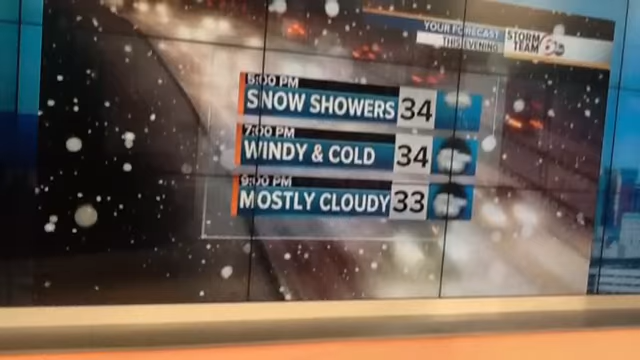 YOUR FORECAST
THIS EVENING
STORM
TEAM
5:00 PM
SNOW SHOWERS 34
7:00 PM
WINDY & COLD 34
9:00 PM
MOSTLY CLOUDY 33